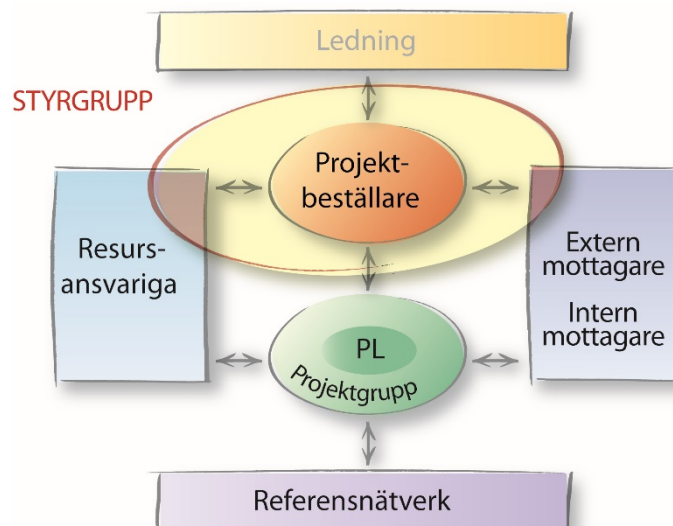 Ledning
STYRGRUPP
Projekt-
beställare
Resurs-
ansvariga
Extern
mottagare
Intern
mottagare
PL
Projektgrupp
Referensnätverk